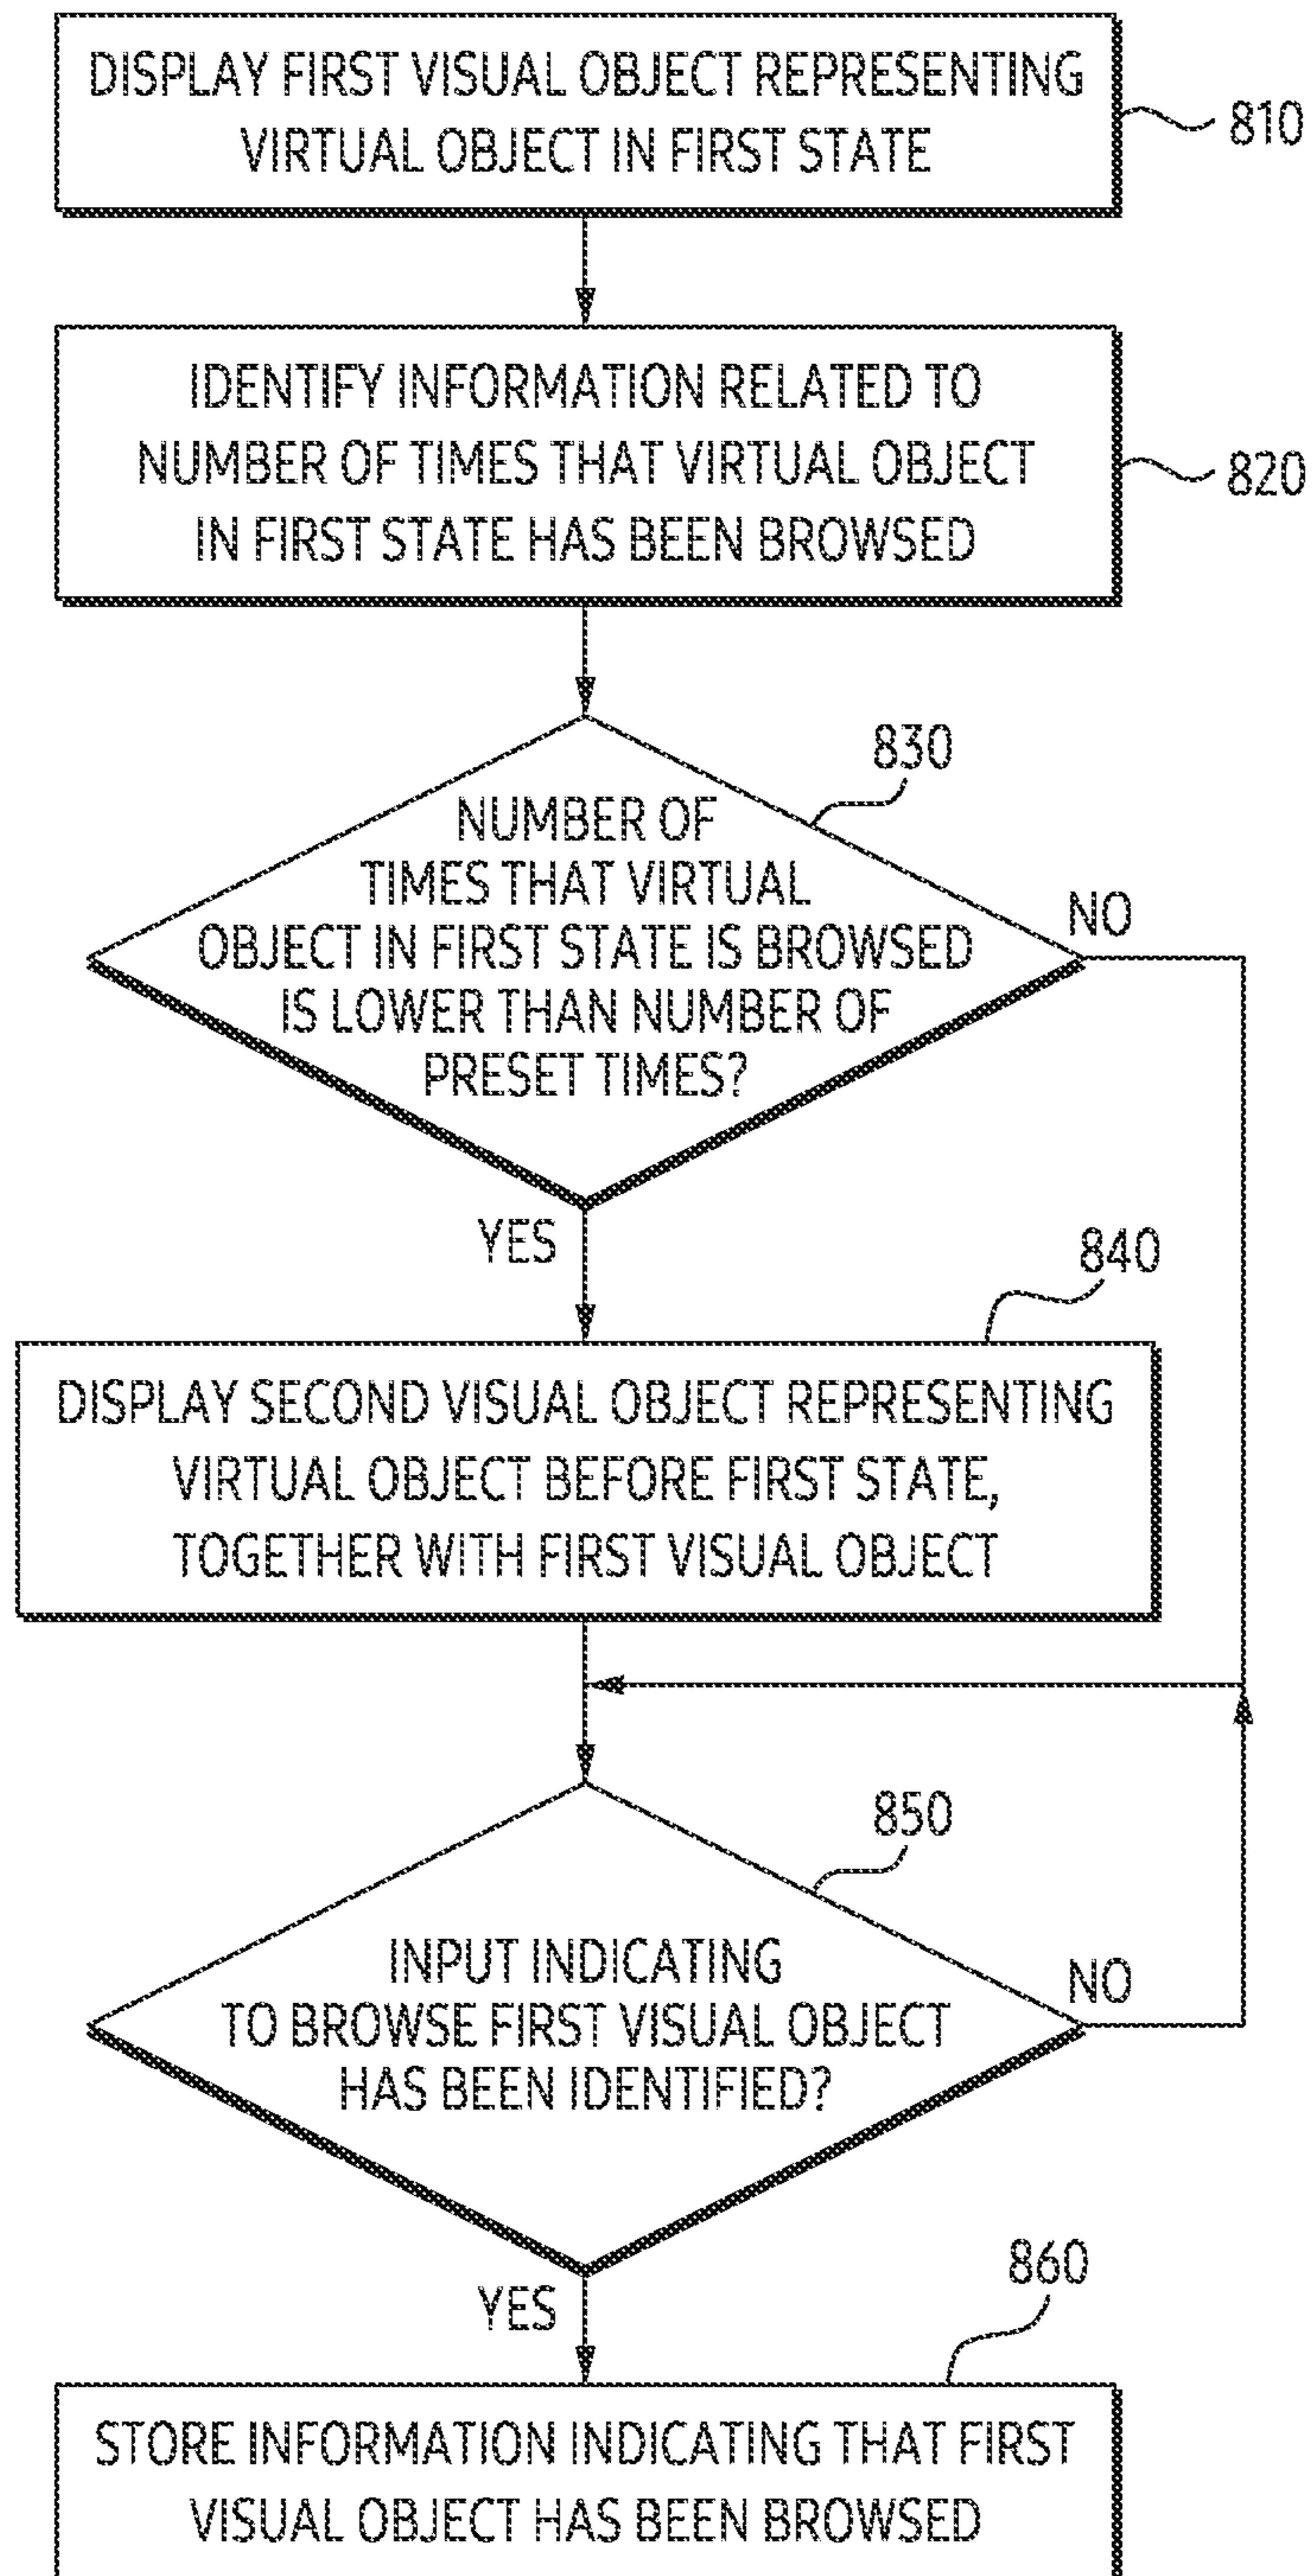 DISPLAY FIRST VISUAL OBJECT REPRESENTING
VIRTUAL OBJECT IN FIRST STATE
810
IDENTIFY INFORMATION RELATED TO
NUMBER OF TIMES THAT VIRTUAL OBJECT
IN FIRST STATE HAS BEEN BROWSED
820
830
NUMBER OF
TIMES THAT VIRTUAL
OBJECT IN FIRST STATE IS BROWSED
IS LOWER THAN NUMBER OF
PRESET TIMES?
NO
YES
840
DISPLAY SECOND VISUAL OBJECT REPRESENTING
VIRTUAL OBJECT BEFORE FIRST STATE,
TOGETHER WITH FIRST VISUAL OBJECT
850
INPUT INDICATING
TO BROWSE FIRST VISUAL OBJECT
HAS BEEN IDENTIFIED?
NO
YES
860
STORE INFORMATION INDICATING THAT FIRST
VISUAL OBJECT HAS BEEN BROWSED